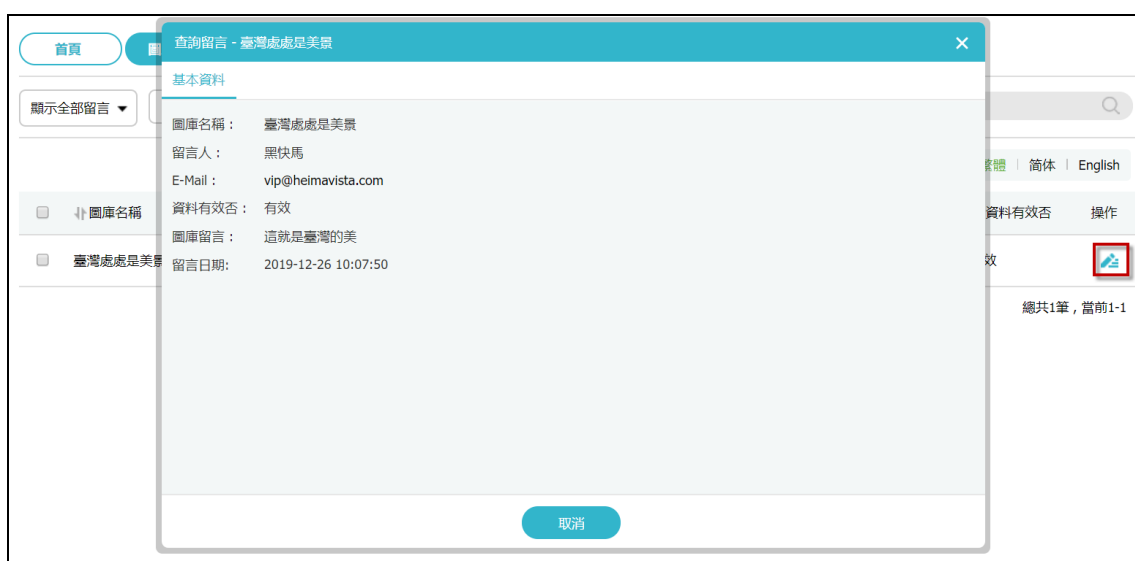 首頁
查詢留言 - 臺灣處處是美景
基本資料
顯示全部留言
圖庫名稱: 臺灣處處是美景
留言人: 黑快馬
繁體 | 简体 | English
E-Mail: vip@heimavista.com
圖庫名稱
資料有效否: 有效
資料有效否 操作
圖庫留言: 這就是臺灣的美
臺灣處處是美景
效
留言日期: 2019-12-26 10:07:50
總共1筆,當前1-1
取消